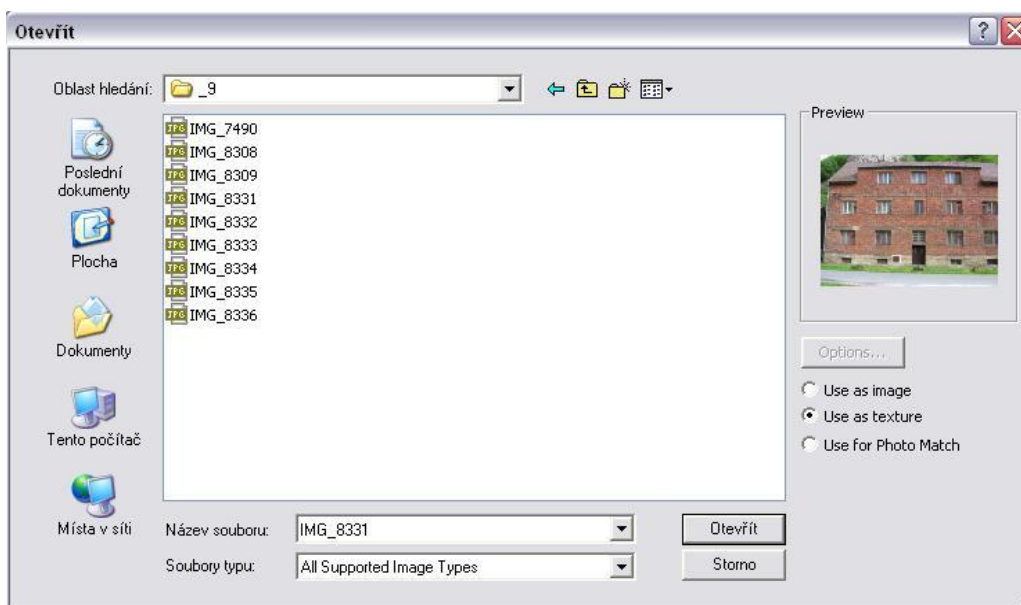 Otevřít
Oblast hledání:
_9
Poslední
dokumenty
Plocha
Dokumenty
Tento počítač
Místa v síti
IMG_7490
IMG_8308
IMG_8309
IMG_8331
IMG_8332
IMG_8333
IMG_8334
IMG_8335
IMG_8336
Název souboru:
IMG_8331
Otevřít
Soubory typu:
All Supported Image Types
Storno
Preview
Options...
Use as image
Use as texture
Use for Photo Match